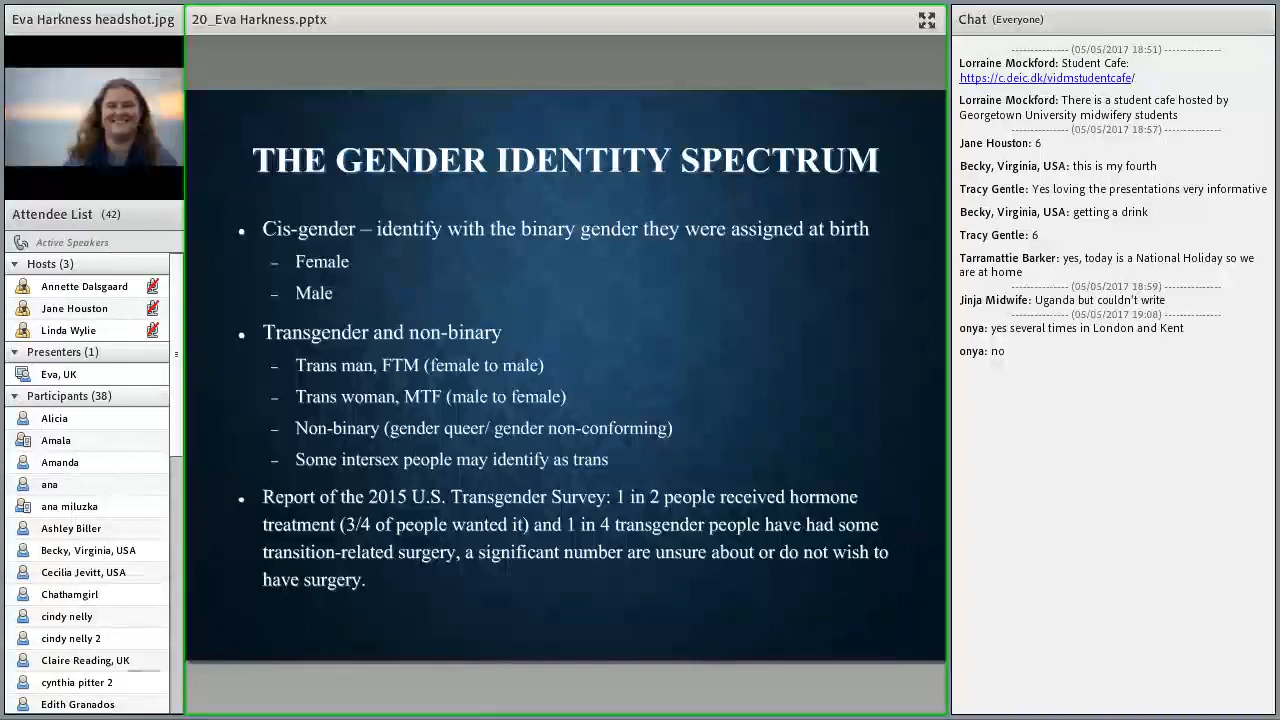 Eva Harkness headshot.jpg
Attendee List (42)
Active Speakers
Hosts (3)
Annette Dalsgaard
Jane Houston
Linda Wylie
Presenters (1)
Eva, UK
Participants (38)
Alicia
Amala
Amanda
ana
ana miluzka
Ashley Biller
Becky, Virginia, USA
Cecilia Jevitt, USA
Chathamgirl
cindy nelly
cindy nelly 2
Claire Reading, UK
cynthia pitter 2
Edith Granados
20_Eva Harkness.pptx
THE GENDER IDENTITY SPECTRUM
• Cis-gender – identify with the binary gender they were assigned at birth
– Female
– Male
• Transgender and non-binary
– Trans man, FTM (female to male)
– Trans woman, MTF (male to female)
– Non-binary (gender queer/ gender non-conforming)
– Some intersex people may identify as trans
• Report of the 2015 U.S. Transgender Survey: 1 in 2 people received hormone
treatment (3/4 of people wanted it) and 1 in 4 transgender people have had some
transition-related surgery, a significant number are unsure about or do not wish to
have surgery.
Chat (Everyone)
--------------- (05/05/2017 18:51) ---------------
Lorraine Mockford: Student Cafe:
https://c.deic.dk/vidmstudentcafe/
Lorraine Mockford: There is a student cafe hosted by
Georgetown University midwifery students
--------------- (05/05/2017 18:57) ---------------
Jane Houston: 6
Becky, Virginia, USA: this is my fourth
Tracy Gentle: Yes loving the presentations very informative
Becky, Virginia, USA: getting a drink
Tracy Gentle: 6
Tarramattie Barker: yes, today is a National Holiday so we
are at home
--------------- (05/05/2017 18:59) ---------------
Jinja Midwife: Uganda but couldn't write
--------------- (05/05/2017 19:08) ---------------
onya: yes several times in London and Kent
onya: no